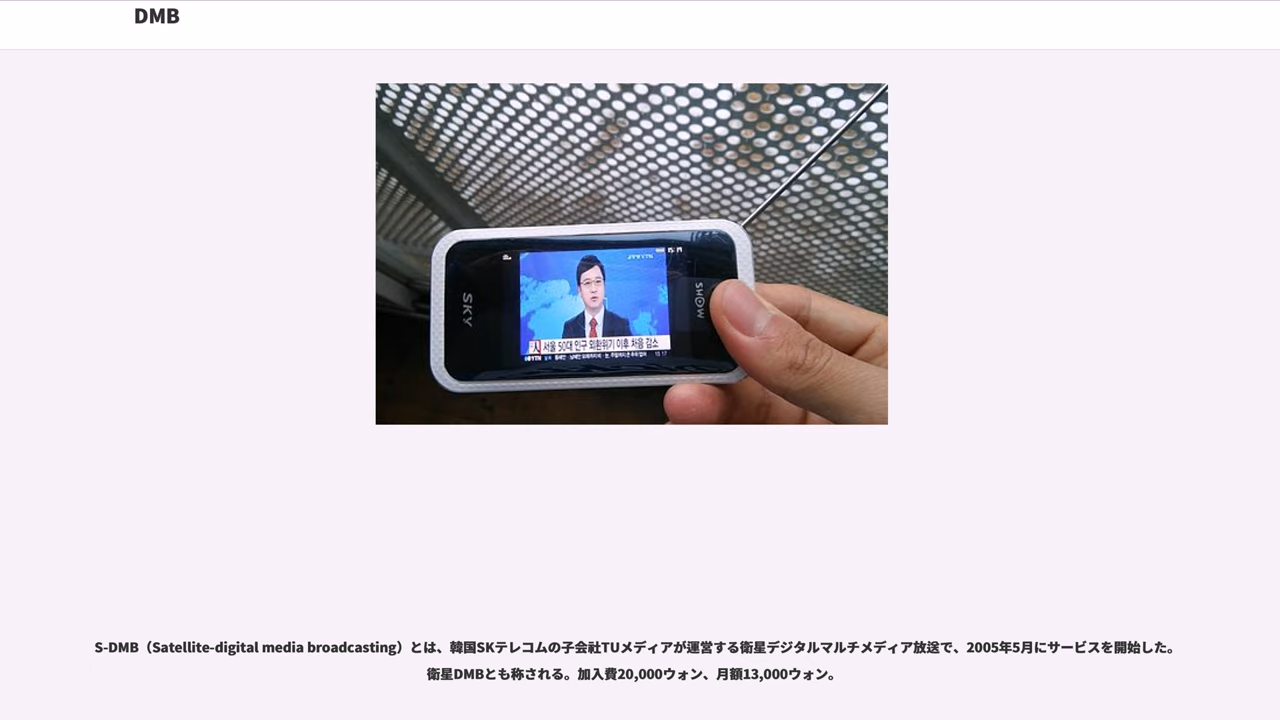 DMB
SKY
SHOW
YTN
서울 50대 인구 외환위기 이후 처음 감소
YTN
S-DMB（Satellite-digital media broadcasting）とは、韓国SKテレコムの子会社TUメディアが運営する衛星デジタルマルチメディア放送で、2005年5月にサービスを開始した。
衛星DMBとも称される。加入費20,000ウォン、月額13,000ウォン。